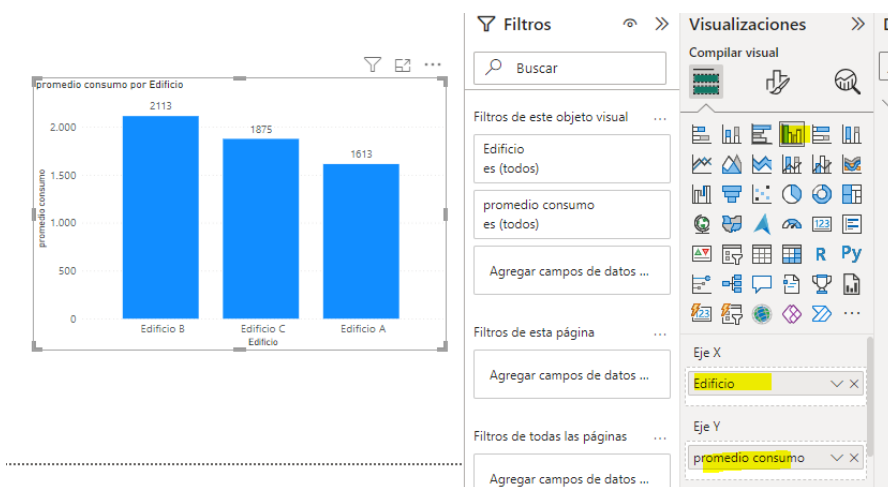 promedio consumo por Edificio
2113
1875
1613
2.000
1.500
1.000
500
0
promedio consumo
Edificio B
Edificio C
Edificio A
Edificio
Filtros
Buscar
Filtros de este objeto visual
Edificio
es (todos)
promedio consumo
es (todos)
Agregar campos de datos ...
Filtros de esta página
Agregar campos de datos ...
Filtros de todas las páginas
Agregar campos de datos ...
Visualizaciones
Compilar visual
123
R
Py
123
Eje X
Edificio
Eje Y
promedio consumo